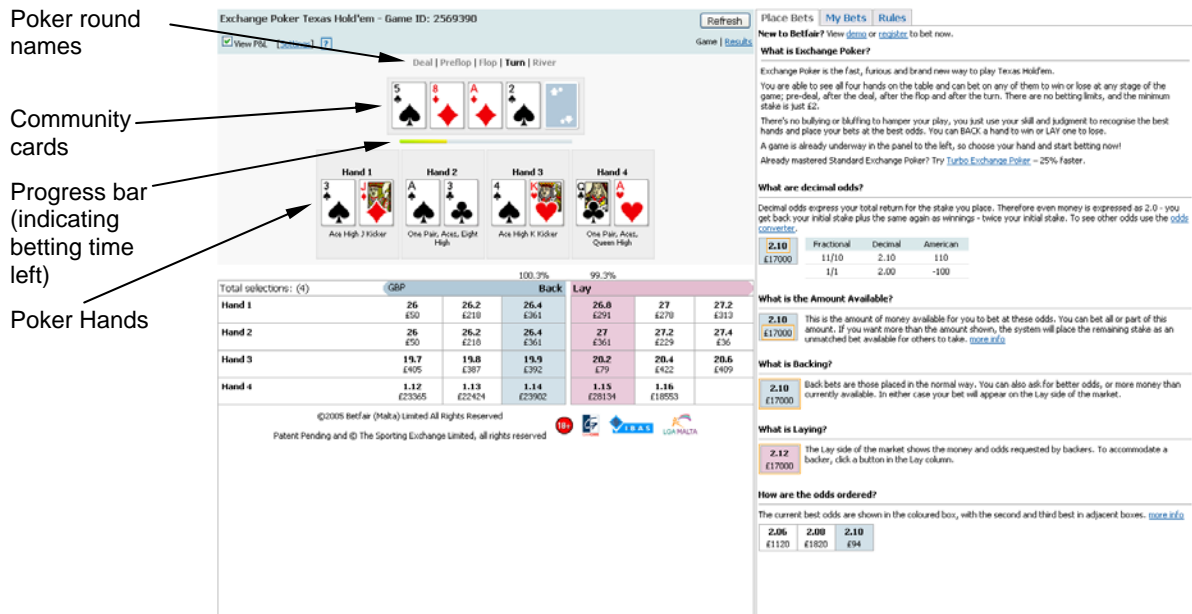 Poker round
names
Community
cards
Progress bar
(indicating
betting time
left)
Poker Hands
Exchange Poker Texas Hold'em - Game ID: 2569390
Refresh
View P&L [Settings] ?
Game | Results
Deal | Preflop | Flop | Turn | River
5 8 A 2
Hand 1 Hand 2 Hand 3 Hand 4
3 J A 3 4 K Q A
Ace High J Kicker
One Pair, Aces, Eight
High
Ace High K Kicker
One Pair, Aces,
Queen High
100.3% 99.3%
Total selections: (4) GBP Back Lay
Hand 1 26 26.2 26.4 26.8 27 27.2
£50 £218 £361 £291 £278 £313
Hand 2 26 26.2 26.4 27 27.2 27.4
£50 £218 £361 £361 £229 £36
Hand 3 19.7 19.8 19.9 20.2 20.4 20.6
£405 £387 £392 £79 £422 £409
Hand 4 1.12 1.13 1.14 1.15 1.16
£23365 £22424 £23902 £28134 £18553
©2005 Betfair (Malta) Limited All Rights Reserved
Patent Pending and © The Sporting Exchange Limited, all rights reserved
18+
IBAS
LGA MALTA
Place Bets My Bets Rules
New to Betfair? View demo or register to bet now.
What is Exchange Poker?
Exchange Poker is the fast, furious and brand new way to play Texas Hold'em.
You are able to see all four hands on the table and can bet on any of them to win or lose at any stage of the
game; pre-deal, after the deal, after the flop and after the turn. There are no betting limits, and the minimum
stake is just £2.
There's no bullying or bluffing to hamper your play, you just use your skill and judgment to recognise the best
hands and place your bets at the best odds. You can BACK a hand to win or LAY one to lose.
A game is already underway in the panel to the left, so choose your hand and start betting now!
Already mastered Standard Exchange Poker? Try Turbo Exchange Poker – 25% faster.
What are decimal odds?
Decimal odds express your total return for the stake you place. Therefore even money is expressed as 2.0 - you
get back your initial stake plus the same again as winnings - twice your initial stake. To see other odds use the odds
converter.
2.10
£17000
Fractional Decimal American
11/10 2.10 110
1/1 2.00 -100
What is the Amount Available?
2.10
£17000
This is the amount of money available for you to bet at these odds. You can bet all or part of this
amount. If you want more than the amount shown, the system will place the remaining stake as an
unmatched bet available for others to take. more info
What is Backing?
2.10
£17000
Back bets are those placed in the normal way. You can also ask for better odds, or more money than
currently available. In either case your bet will appear on the Lay side of the market.
What is Laying?
2.12
£17000
The Lay side of the market shows the money and odds requested by backers. To accommodate a
backer, click a button in the Lay column.
How are the odds ordered?
The current best odds are shown in the coloured box, with the second and third best in adjacent boxes. more info
2.06 2.08 2.10
£1120 £1820 £94